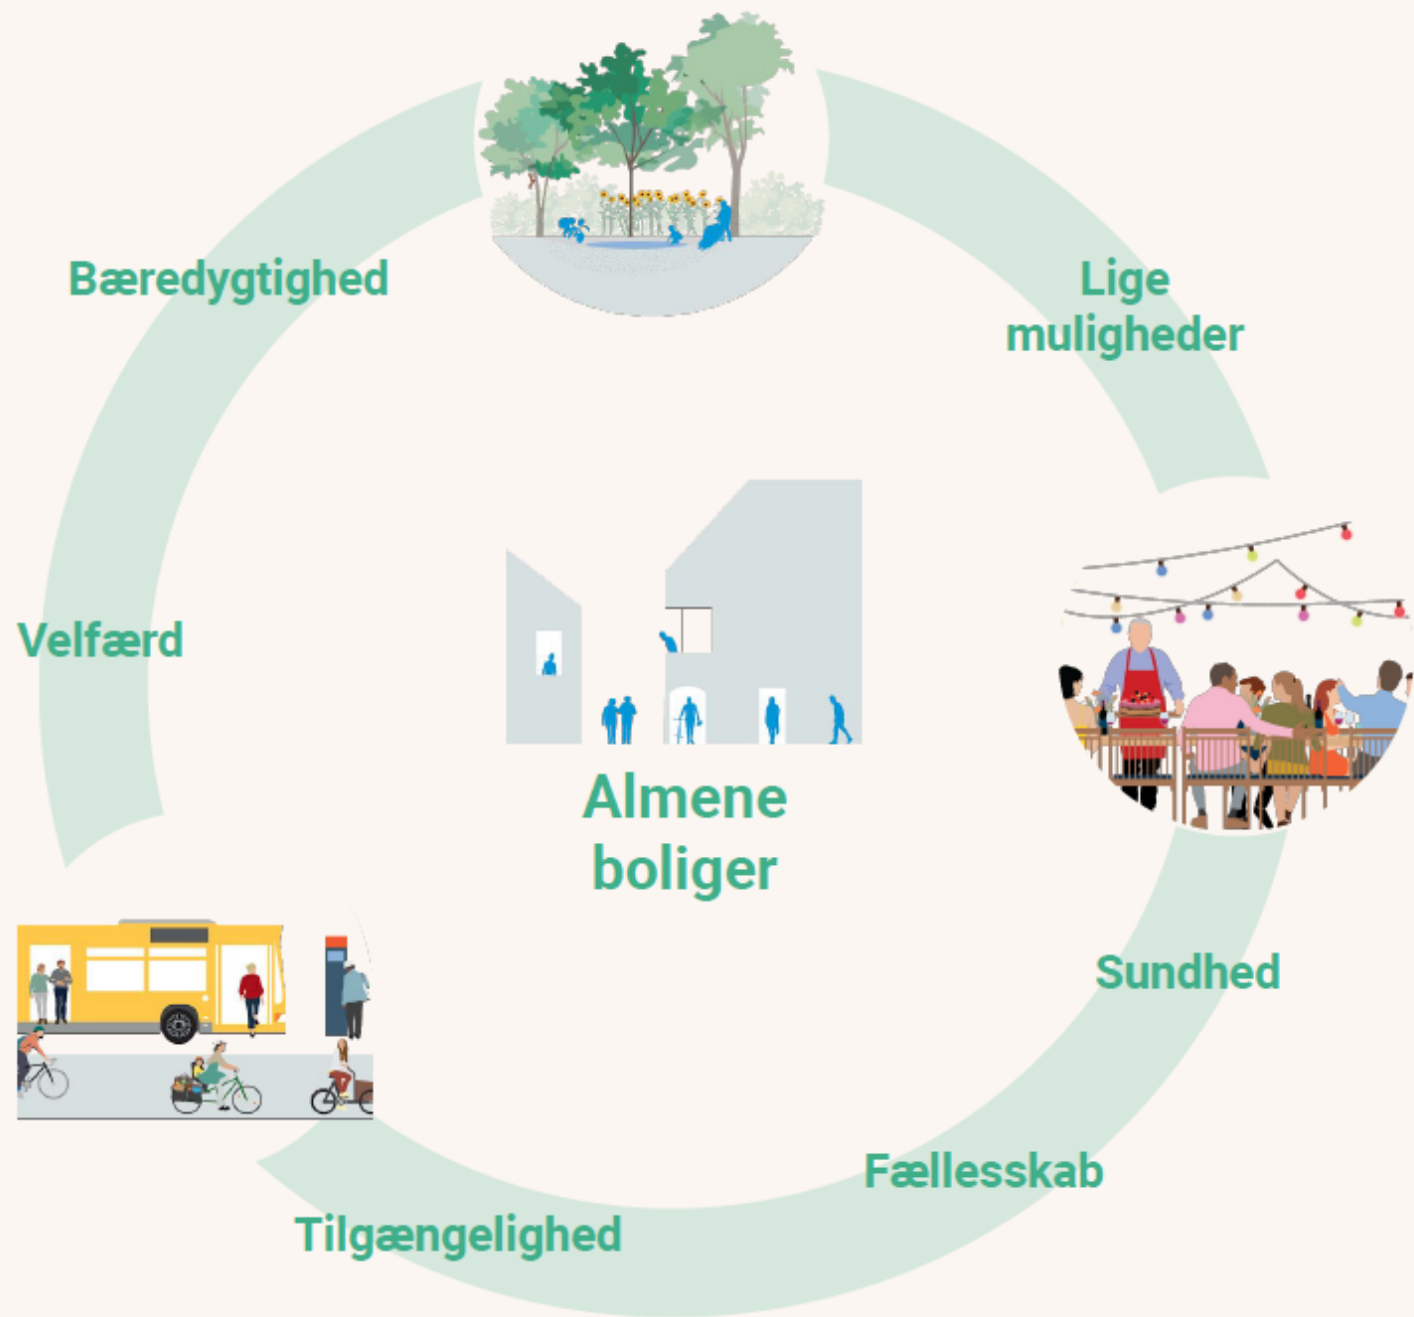 Bæredygtighed
Lige
muligheder
Velfærd
Almene
boliger
Sundhed
Fællesskab
Tilgængelighed